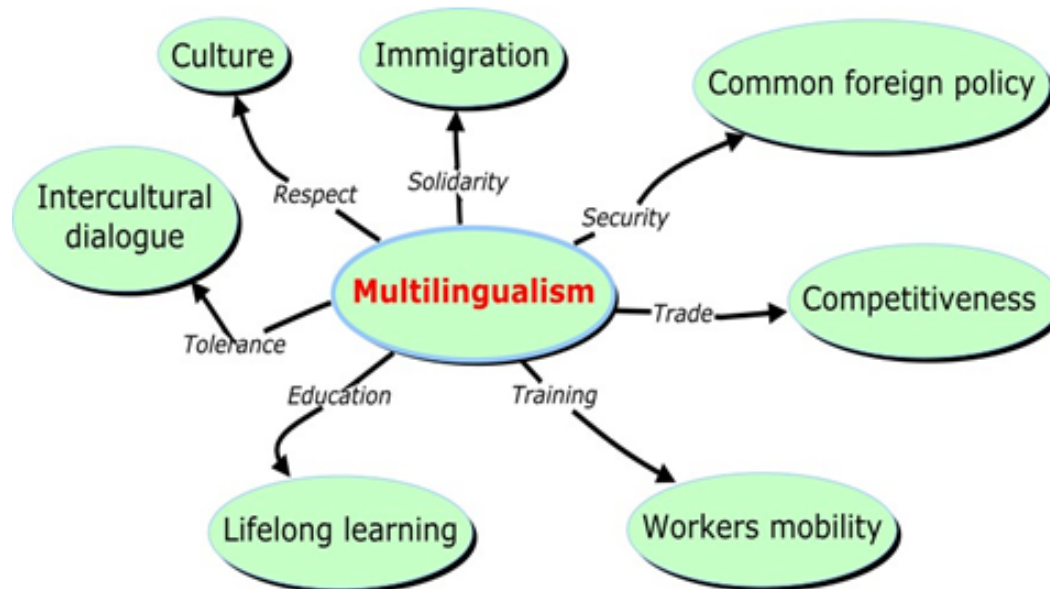 Culture
Immigration
Common foreign policy
Respect
Solidarity
Security
Intercultural
dialogue
Multilingualism
Competitiveness
Trade
Tolerance
Education
Training
Lifelong learning
Workers mobility